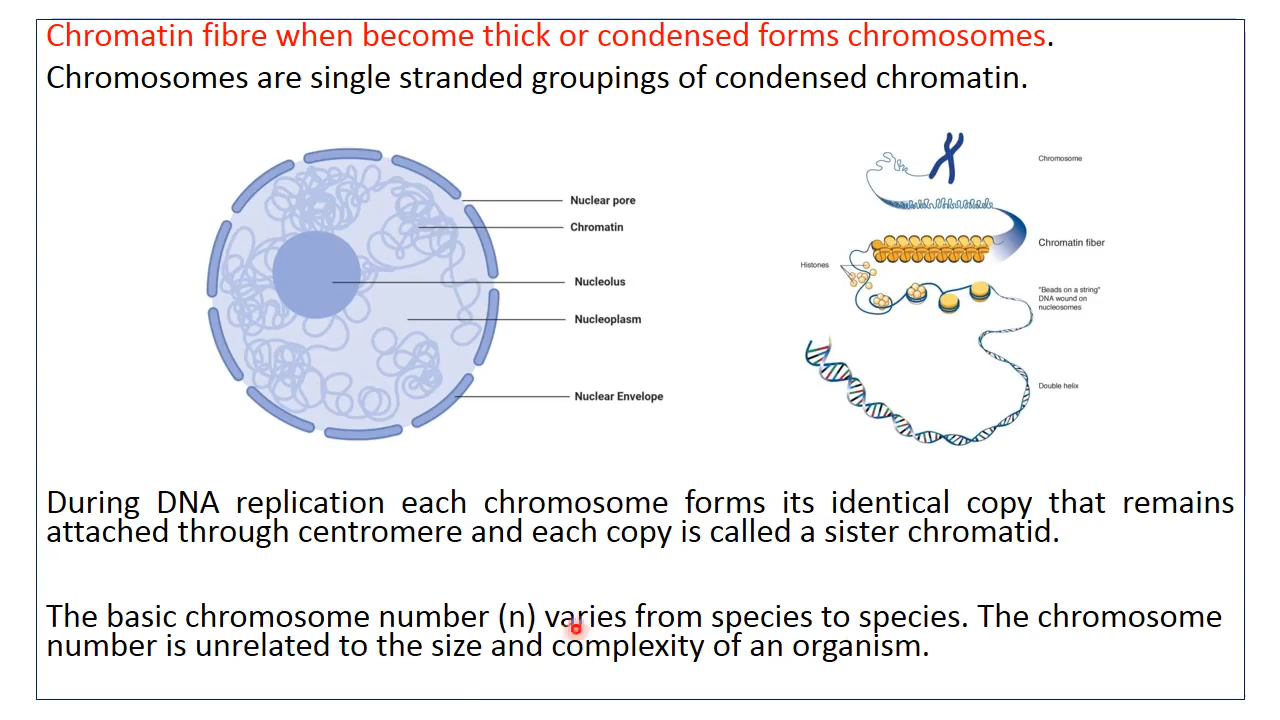 Chromatin fibre when become thick or condensed forms chromosomes.
Chromosomes are single stranded groupings of condensed chromatin.
Nuclear pore
Chromatin
Nucleolus
Nucleoplasm
Nuclear Envelope
Chromosome
Chromatin fiber
Histones
"Beads on a string"
DNA wound on
nucleosomes
Double helix
During DNA replication each chromosome forms its identical copy that remains
attached through centromere and each copy is called a sister chromatid.
The basic chromosome number (n) varies from species to species. The chromosome
number is unrelated to the size and complexity of an organism.